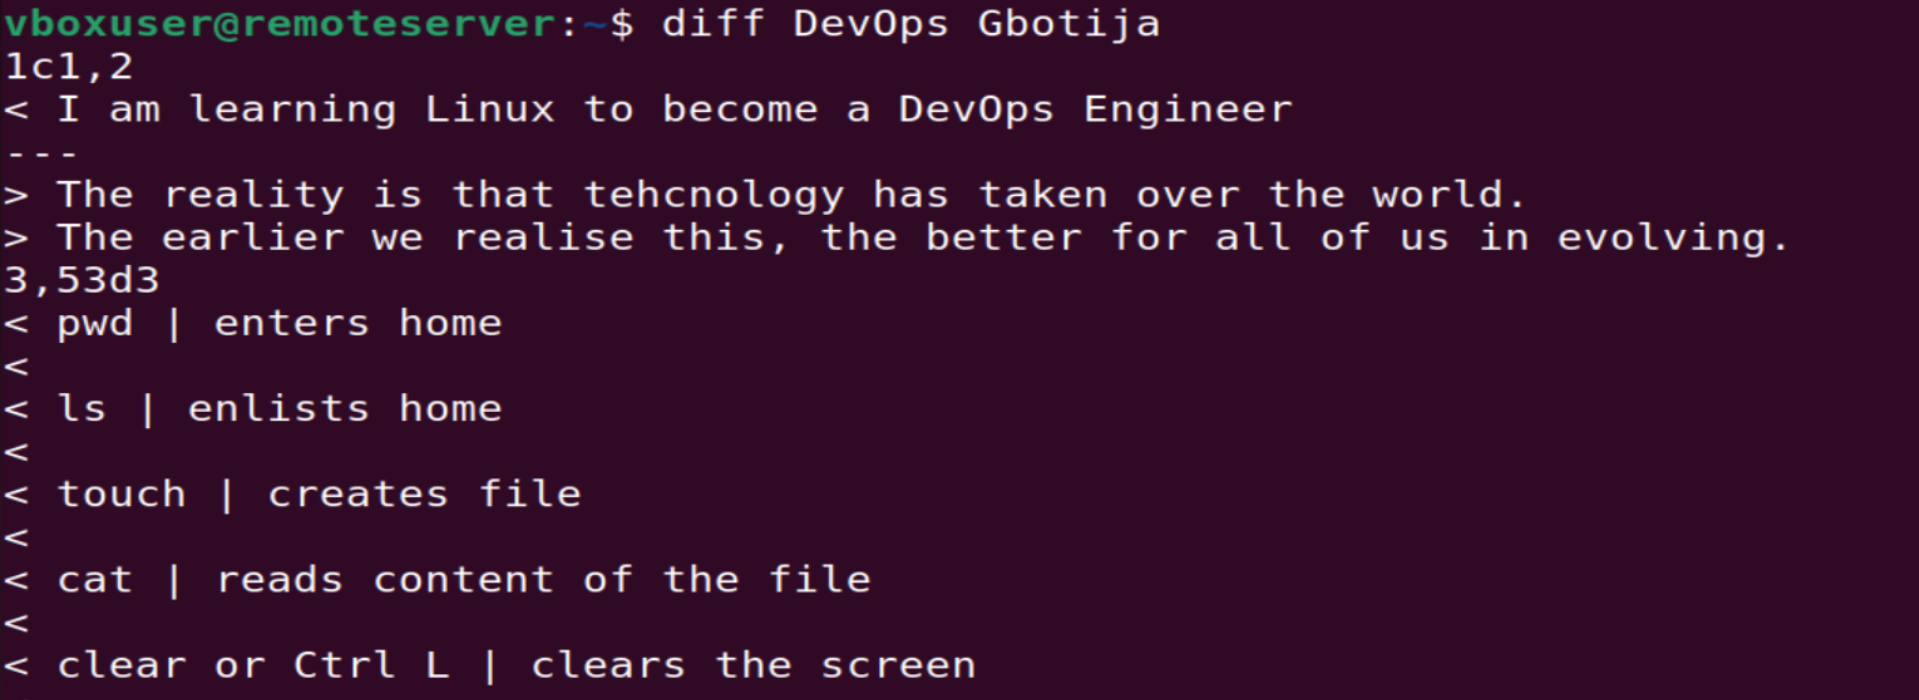 vboxuser@remoteserver:~$ diff DevOps Gbotija
1c1,2
< I am learning Linux to become a DevOps Engineer
---
> The reality is that tehcnology has taken over the world.
> The earlier we realise this, the better for all of us in evolving.
3,53d3
< pwd | enters home
<
< ls | enlists home
<
< touch | creates file
<
< cat | reads content of the file
<
< clear or Ctrl L | clears the screen